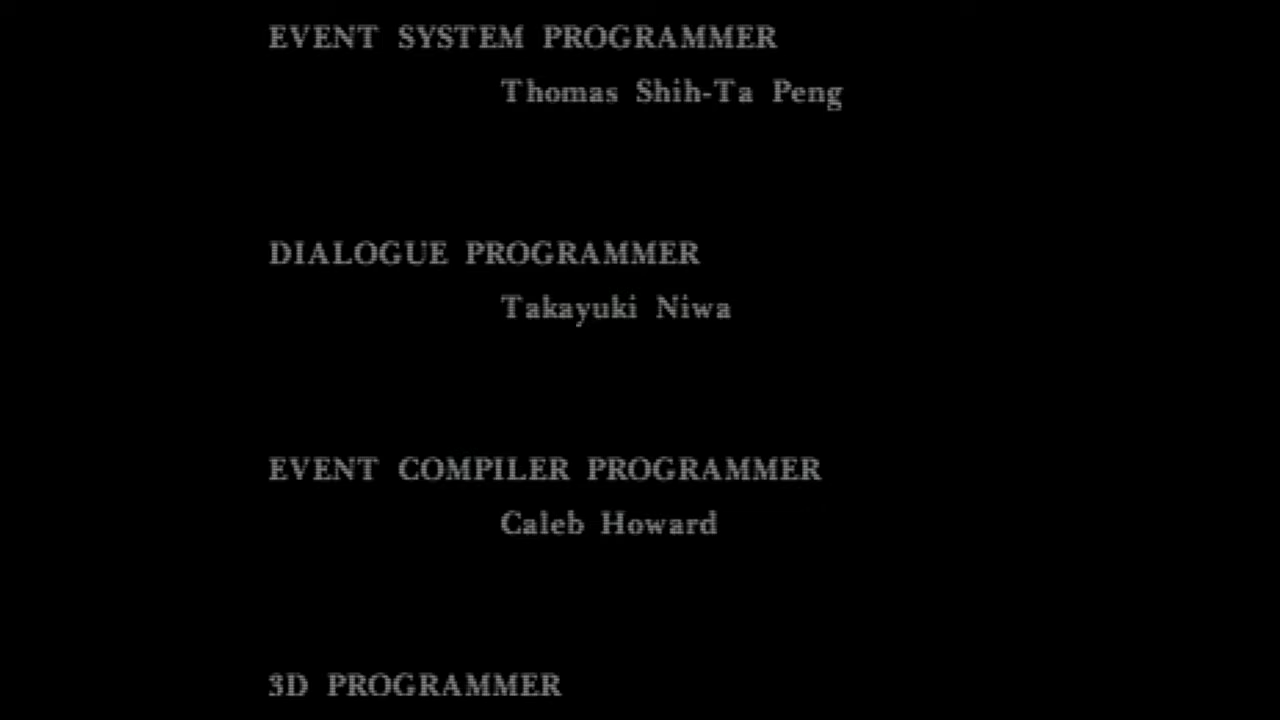 EVENT SYSTEM PROGRAMMER
Thomas Shih-Ta Peng
DIALOGUE PROGRAMMER
Takayuki Niwa
EVENT COMPILER PROGRAMMER
Caleb Howard
3D PROGRAMMER